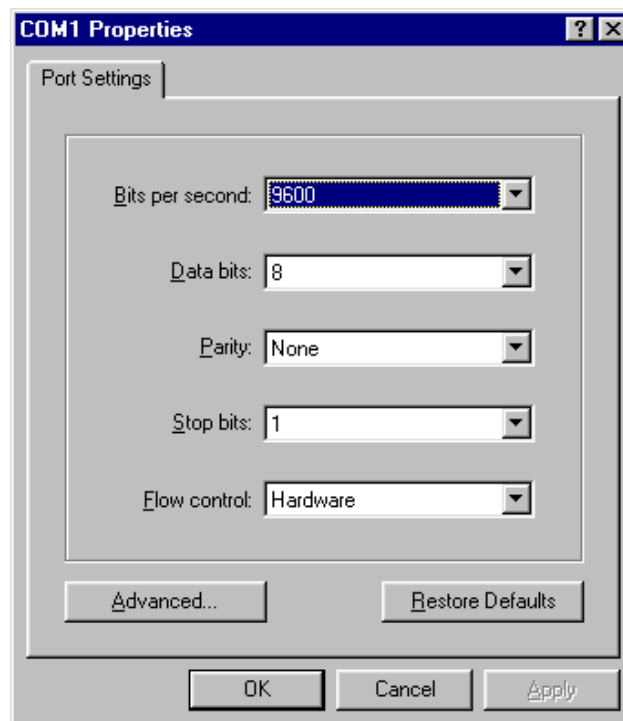 COM1 Properties
Port Settings
Bits per second: 9600
Data bits: 8
Parity: None
Stop bits: 1
Flow control: Hardware
Advanced... Restore Defaults
OK Cancel Apply